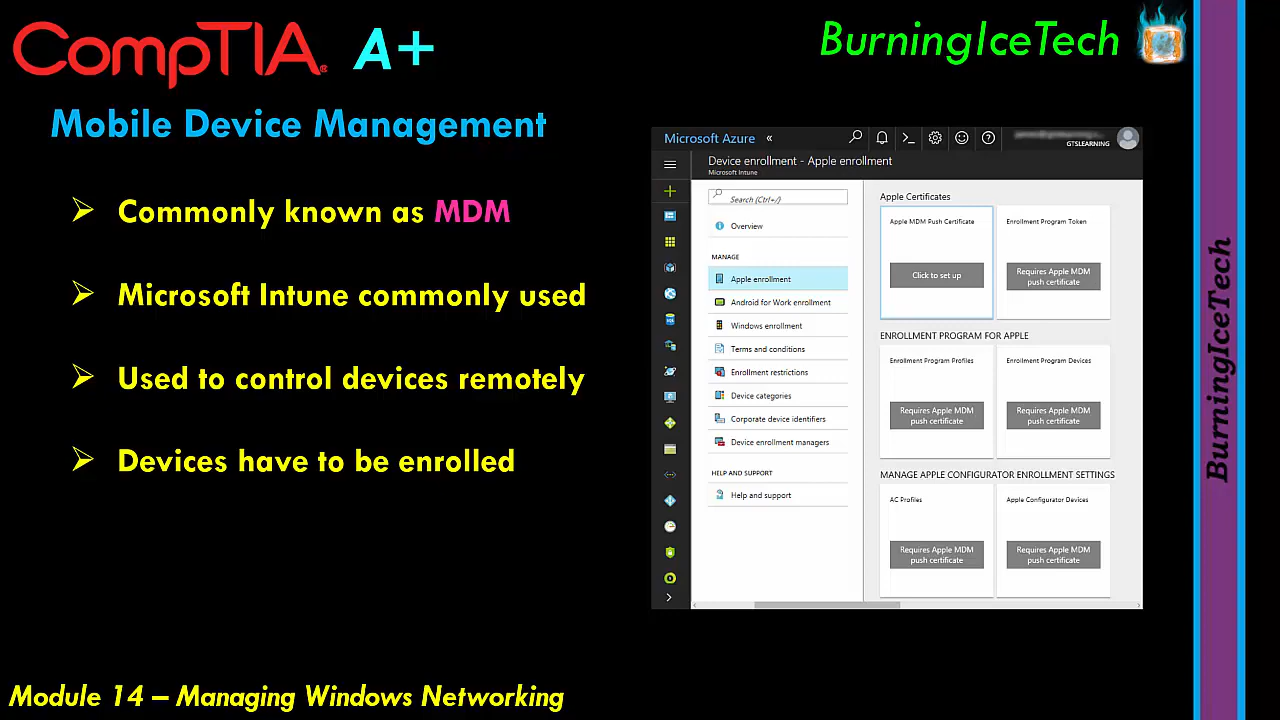 CompTIA® A+
BurningIceTech
Mobile Device Management
➢ Commonly known as MDM
➢ Microsoft Intune commonly used
➢ Used to control devices remotely
➢ Devices have to be enrolled
Microsoft Azure «
GTSLEARNING
Device enrollment - Apple enrollment
Microsoft Intune
Search (Ctrl+/)
Overview
MANAGE
Apple enrollment
Android for Work enrollment
Windows enrollment
Terms and conditions
Enrollment restrictions
Device categories
Corporate device identifiers
Device enrollment managers
HELP AND SUPPORT
Help and support
Apple Certificates
Apple MDM Push Certificate
Click to set up
Enrollment Program Token
Requires Apple MDM
push certificate
ENROLLMENT PROGRAM FOR APPLE
Enrollment Program Profiles
Requires Apple MDM
push certificate
Enrollment Program Devices
Requires Apple MDM
push certificate
MANAGE APPLE CONFIGURATOR ENROLLMENT SETTINGS
AC Profiles
Requires Apple MDM
push certificate
Apple Configurator Devices
Requires Apple MDM
push certificate
BurningIceTech
Module 14 – Managing Windows Networking